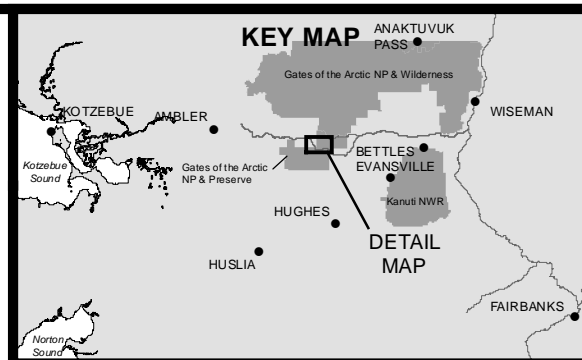 KEY MAP
ANAKTUVUK
PASS
Gates of the Arctic NP & Wilderness
WISEMAN
KOTZEBUE
AMBLER
Kotzebue
Sound
Gates of the Arctic
NP & Preserve
BETTLES
EVANSVILLE
Kanuti NWR
HUGHES
DETAIL
MAP
HUSLIA
FAIRBANKS
Norton
Sound